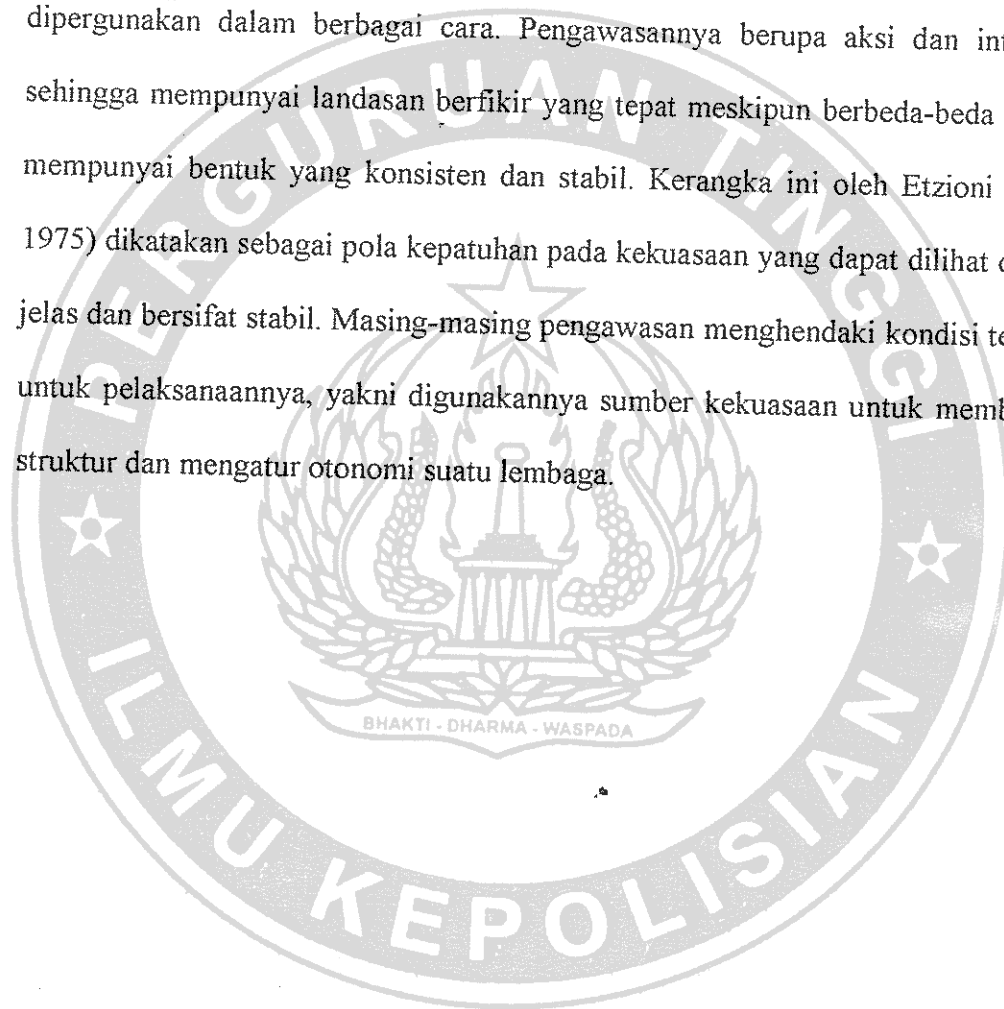 dipergunakan dalam berbagai cara. Pengawasannya berupa aksi dan
sehingga mempunyai landasan berfikir yang tepat meskipun berbeda-beda
mempunyai bentuk yang konsisten dan stabil. Kerangka ini oleh Etzioni
1975) dikatakan sebagai pola kepatuhan pada kekuasaan yang dapat dilihat
jelas dan bersifat stabil. Masing-masing pengawasan menghendaki kondisi
untuk pelaksanaannya, yakni digunakannya sumber kekuasaan untuk
struktur dan mengatur otonomi suatu lembaga.
PERGURUAN TINGGI
BHAKTI - DHARMA - WASPADA
ILMU KEPOLISIAN